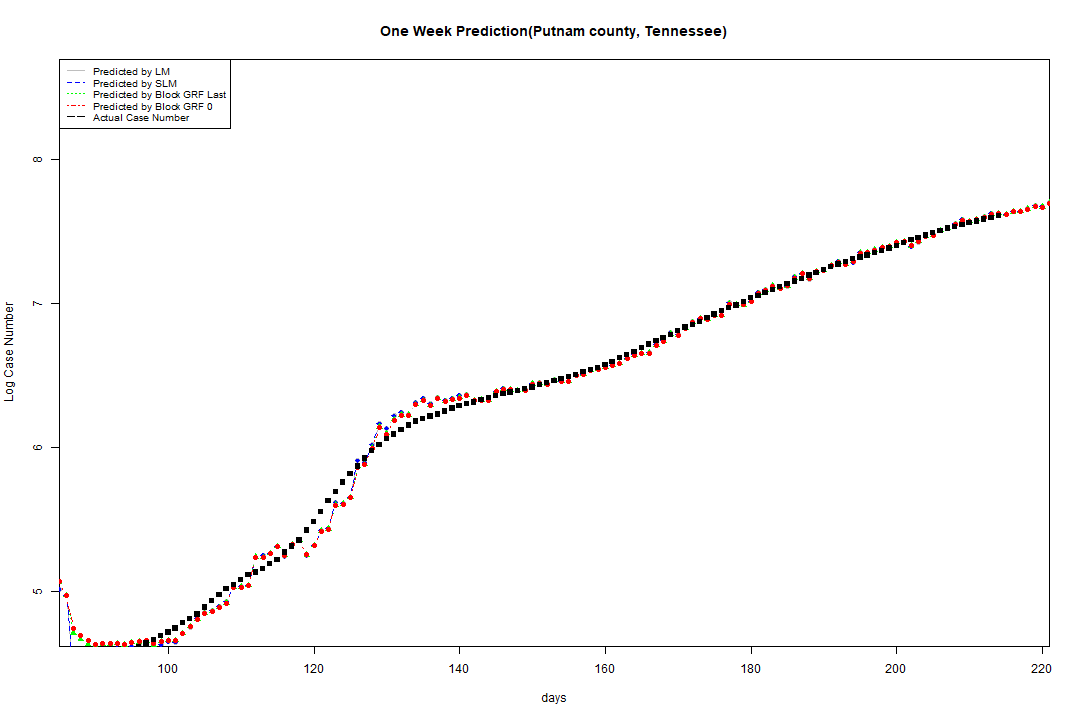 One Week Prediction(Putnam county, Tennessee)
Predicted by LM
Predicted by SLM
Predicted by Block GRF Last
Predicted by Block GRF 0
Actual Case Number
8
7
6
5
Log Case Number
100 120 140 160 180 200 220
days